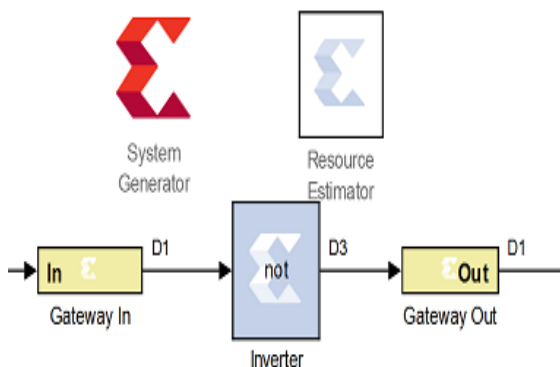 System
Generator
Resource
Estimator
In
D1
not
D3
Out
D1
Gateway In
Inverter
Gateway Out